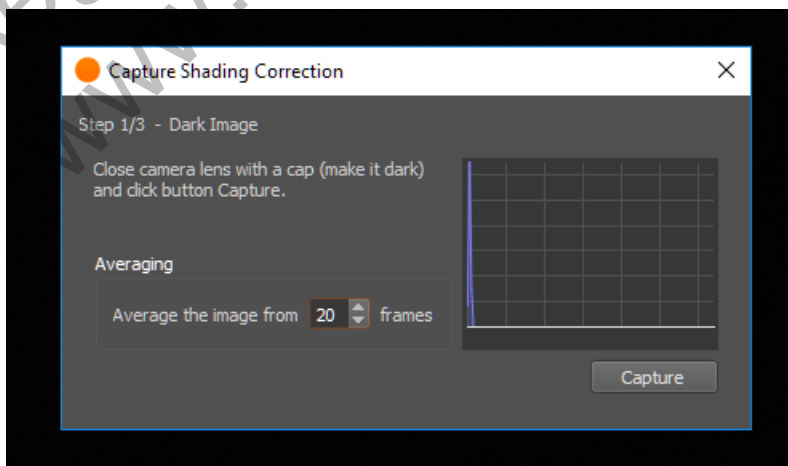 Capture Shading Correction
Step 1/3 - Dark Image
Close camera lens with a cap (make it dark)
and click button Capture.
Averaging
Average the image from 20 frames
Capture
www.